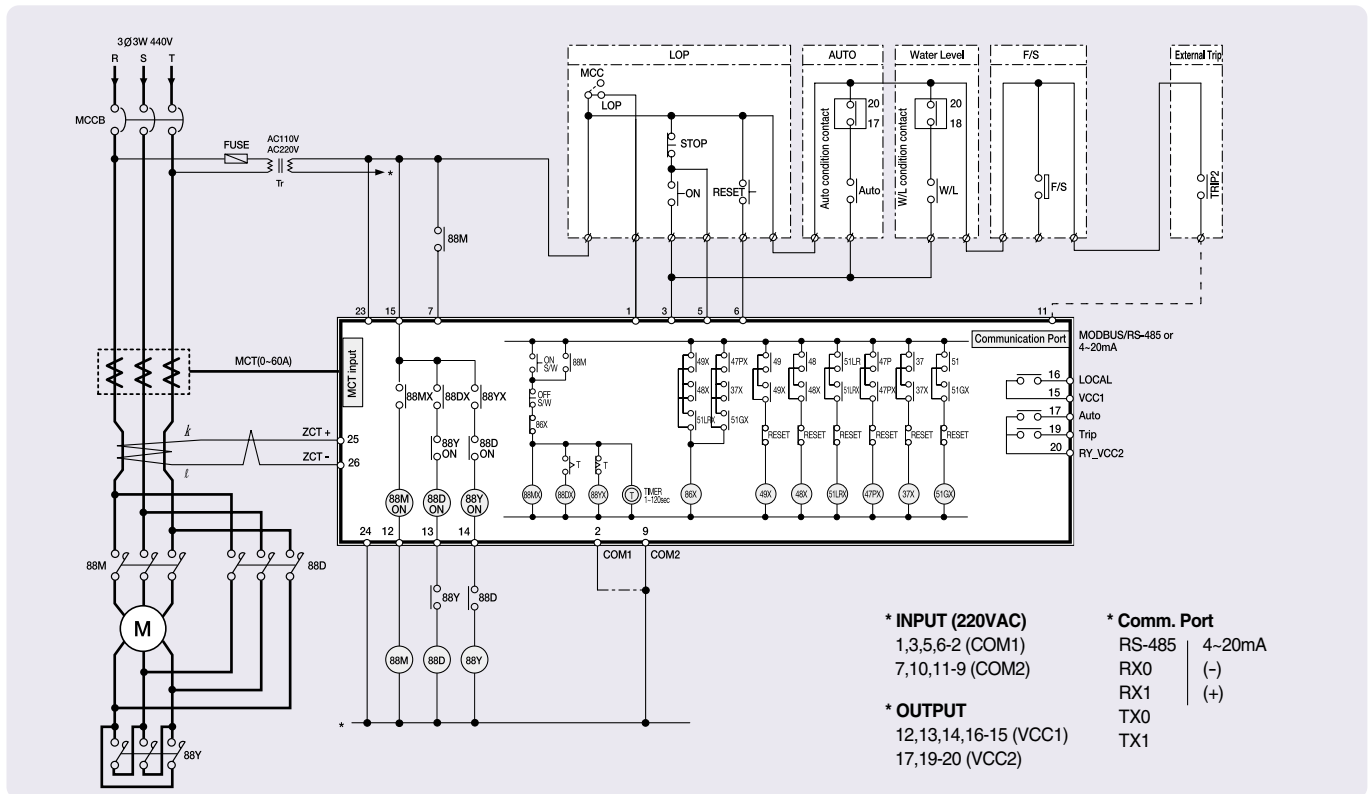 3Ø3W 440V
R S T
MCCB
FUSE
AC110V
AC220V
Tr
*
88M
LOP
MCC
LOP
STOP
ON
RESET
AUTO
Auto condition contact
20
17
Auto
Water Level
W/L condition contact
20
18
W/L
F/S
F/S
External Trip
TRIP2
23 15 7 1 3 5 6 11
MCT(0~60A)
MCT input
k
l
ZCT +
ZCT -
25
26
88MX 88DX 88YX
88Y
ON
88D
ON
88M
ON
88D
ON
88Y
ON
ON
S/W
88M
OFF
S/W
86X
T
T
88MX 88DX 88YX
T
TIMER
1~120sec
49X 47PX
48X 37X
51LRX 51GX
86X
49 48 51LR 47P 37 51
49X 48X 51LRX 47PX 37X 51GX
RESET RESET RESET RESET RESET RESET
49X 48X 51LRX 47PX 37X 51GX
Communication Port
MODBUS/RS-485 or
4~20mA
16 LOCAL
15 VCC1
17 Auto
19 Trip
20 RY_VCC2
24 12 13 14 2 9
COM1 COM2
88Y 88D
88M 88D 88Y
*
88M
88D
M
88Y
* INPUT (220VAC)
1,3,5,6-2 (COM1)
7,10,11-9 (COM2)
* OUTPUT
12,13,14,16-15 (VCC1)
17,19-20 (VCC2)
* Comm. Port
RS-485 4~20mA
RX0 (-)
RX1 (+)
TX0
TX1